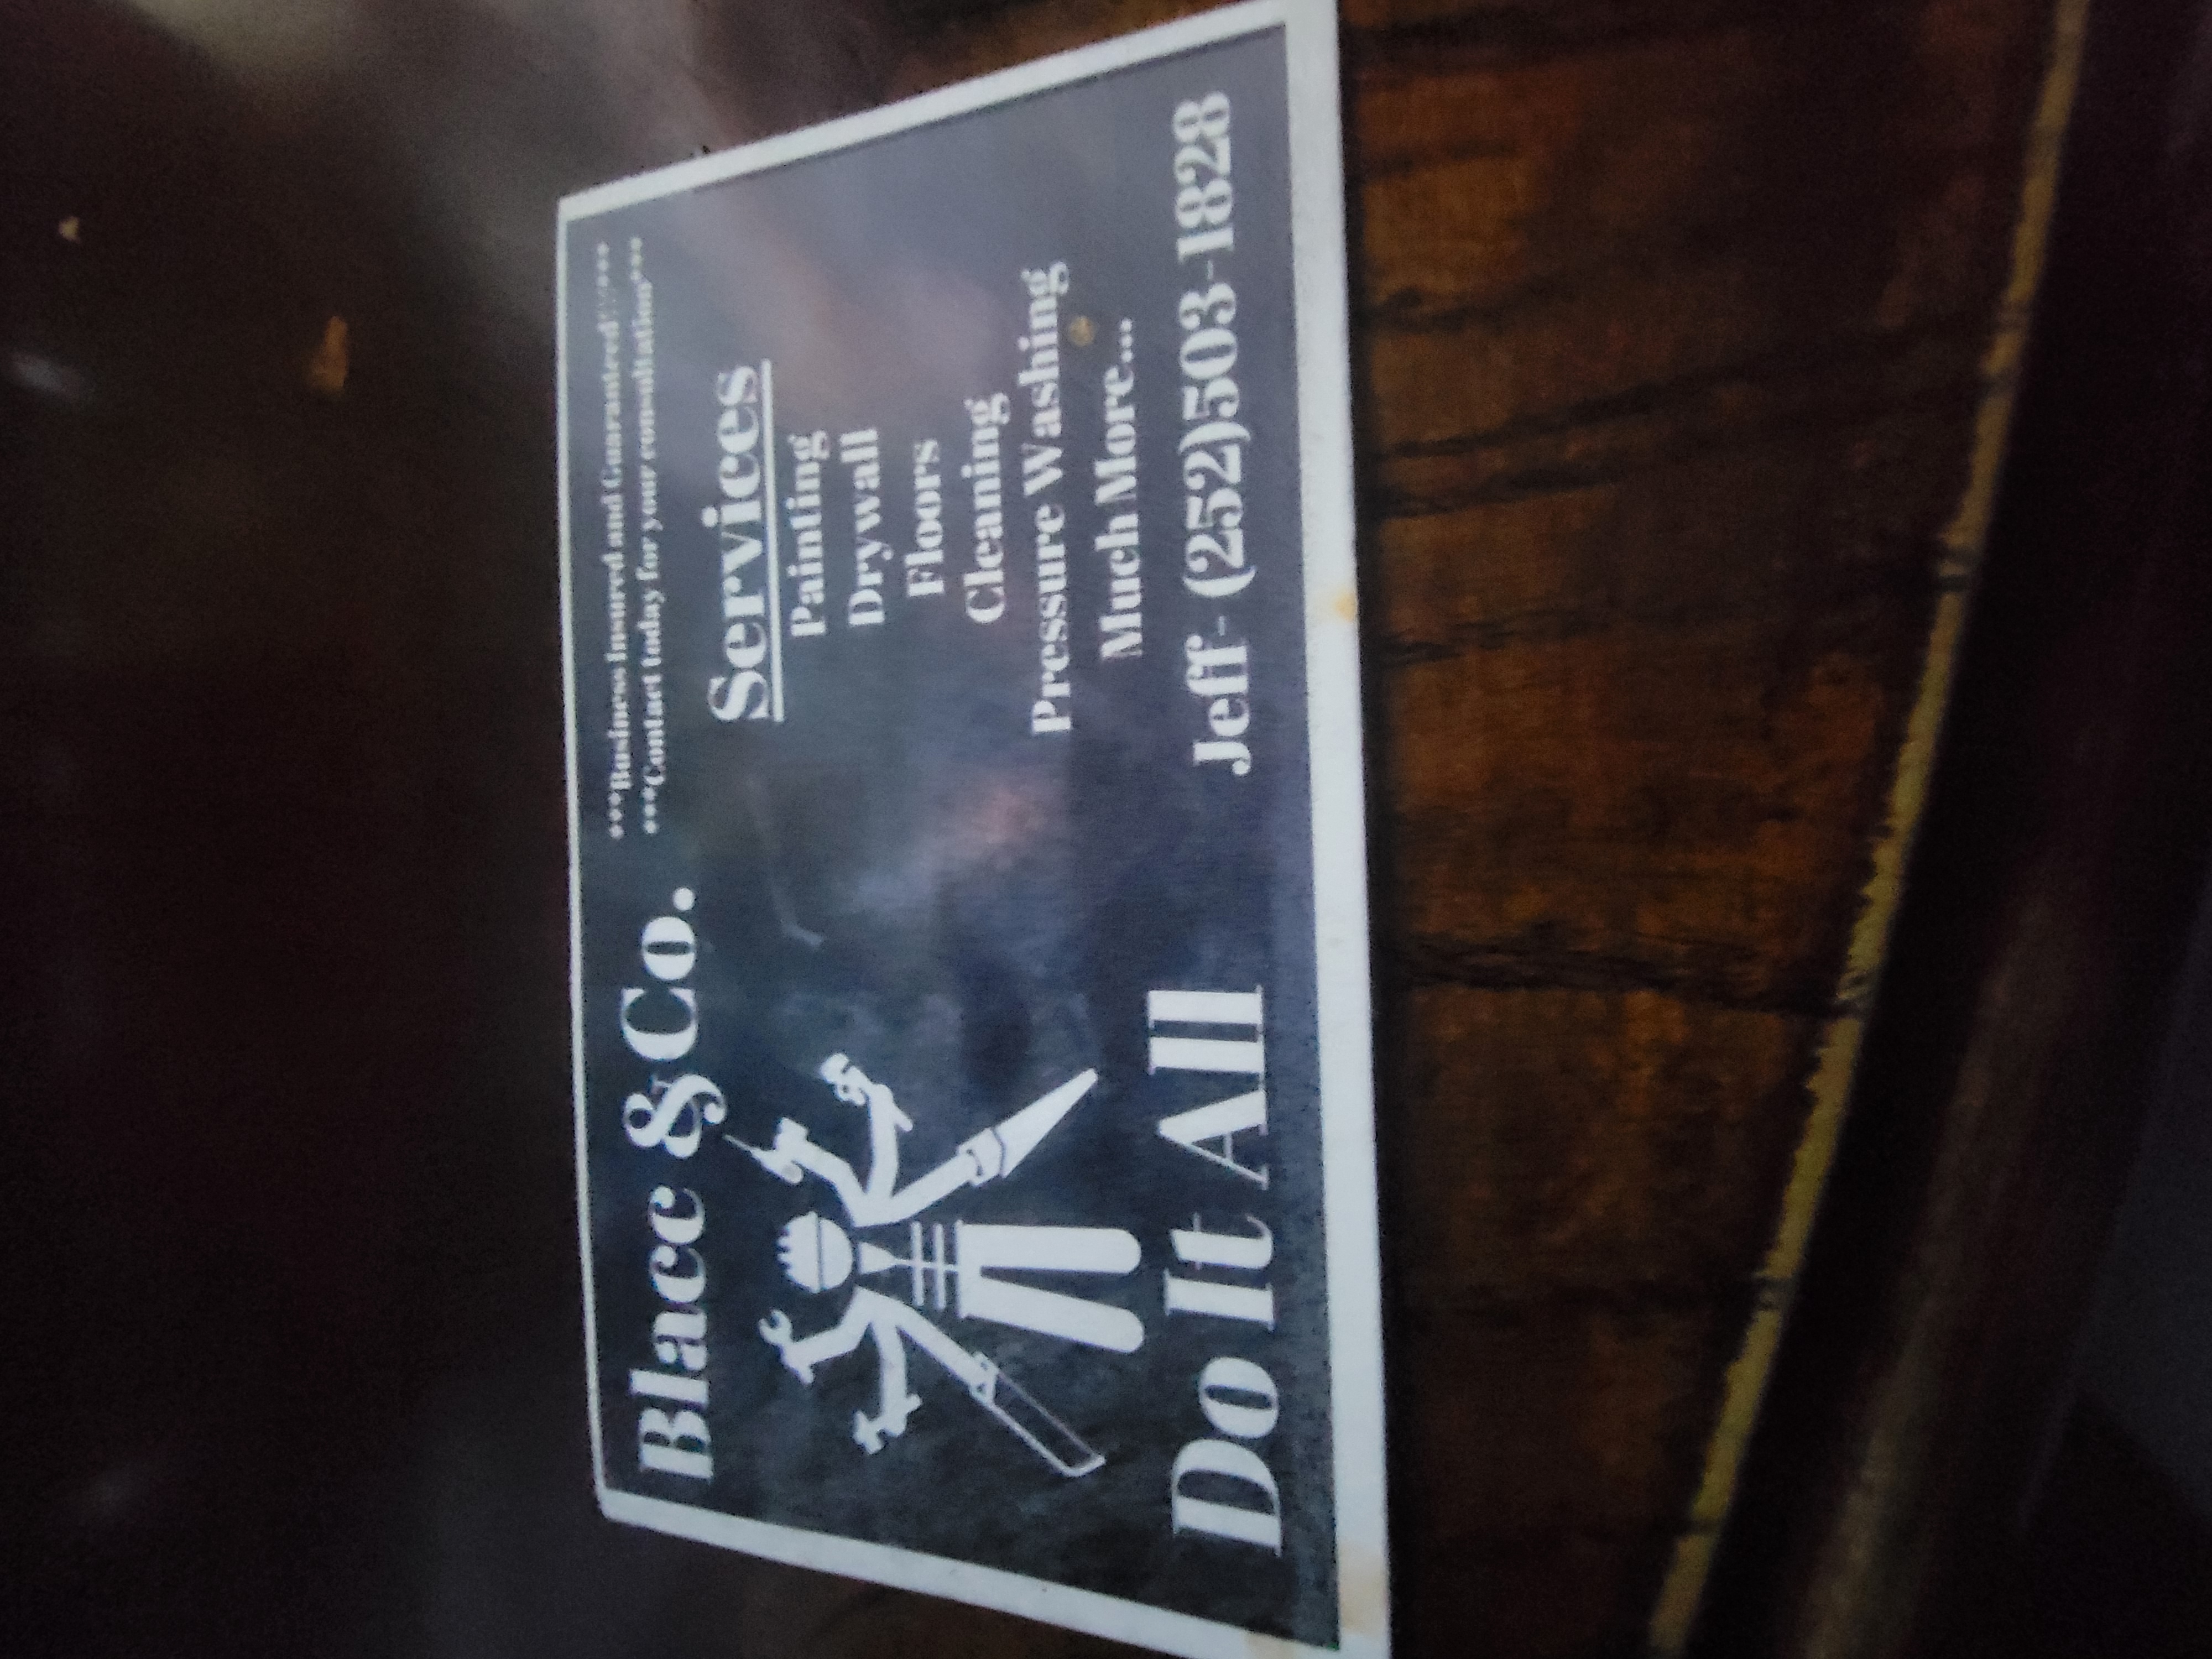 Blacc & Co.
***Business Insured and Guaranteed
***Contact today for your consultation***
Services
Painting
Drywall
Floors
Cleaning
Pressure Washing
Much More...
Do It All
Jeff- (252)503-1828